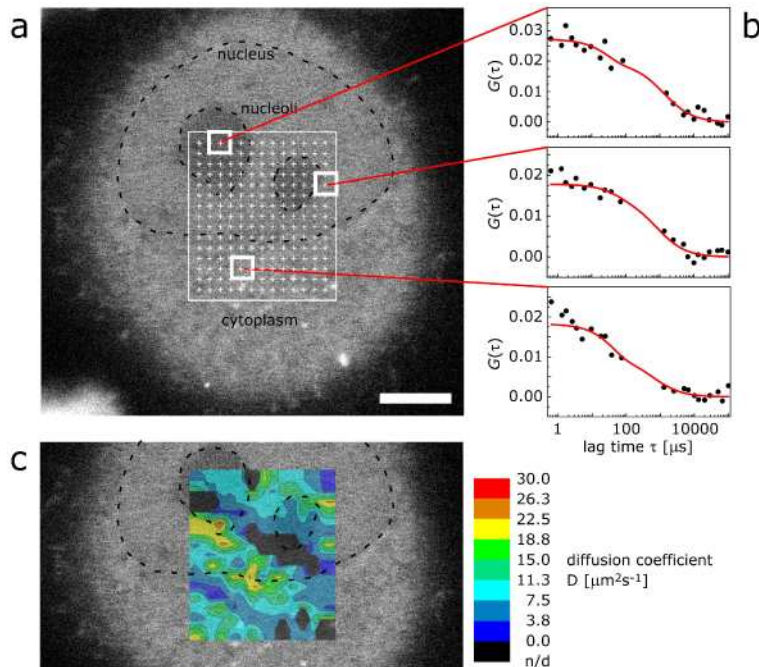 a
nucleus
nucleoli
cytoplasm
b
G(τ)
0.03
0.02
0.01
0.00
G(τ)
0.02
0.01
0.00
G(τ)
0.02
0.01
0.00
1 100 10000
lag time τ [μs]
c
30.0
26.3
22.5
18.8
15.0
11.3
7.5
3.8
0.0
n/d
diffusion coefficient
D [μm²s⁻¹]